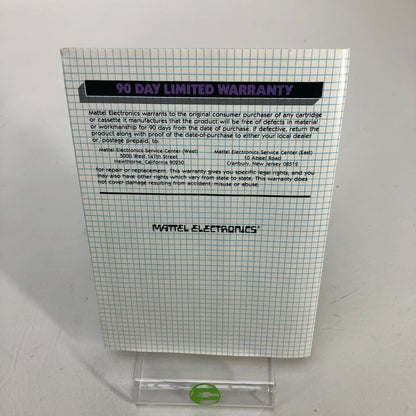 90 DAY LIMITED WARRANTY
Mattel Electronics warrants to the original consumer purchaser of any cartridge
or cassette it manufactures that the product will be free of defects in material
or workmanship for 90 days from the date of purchase. If defective, return the
product along with proof of the date-of-purchase to either your local dealer
or, postage prepaid, to:
Mattel Electronics Service Center (West) Mattel Electronics Service Center (East)
5000 West 147th Street 10 Abeel Road
Hawthorne, California 90250 Cranbury, New Jersey 08512
for repair or replacement. This warranty gives you specific legal rights, and you
may also have other rights which vary from state to state. This warranty does
not cover damage resulting from accident, misuse or abuse.
MATTEL ELECTRONICS®